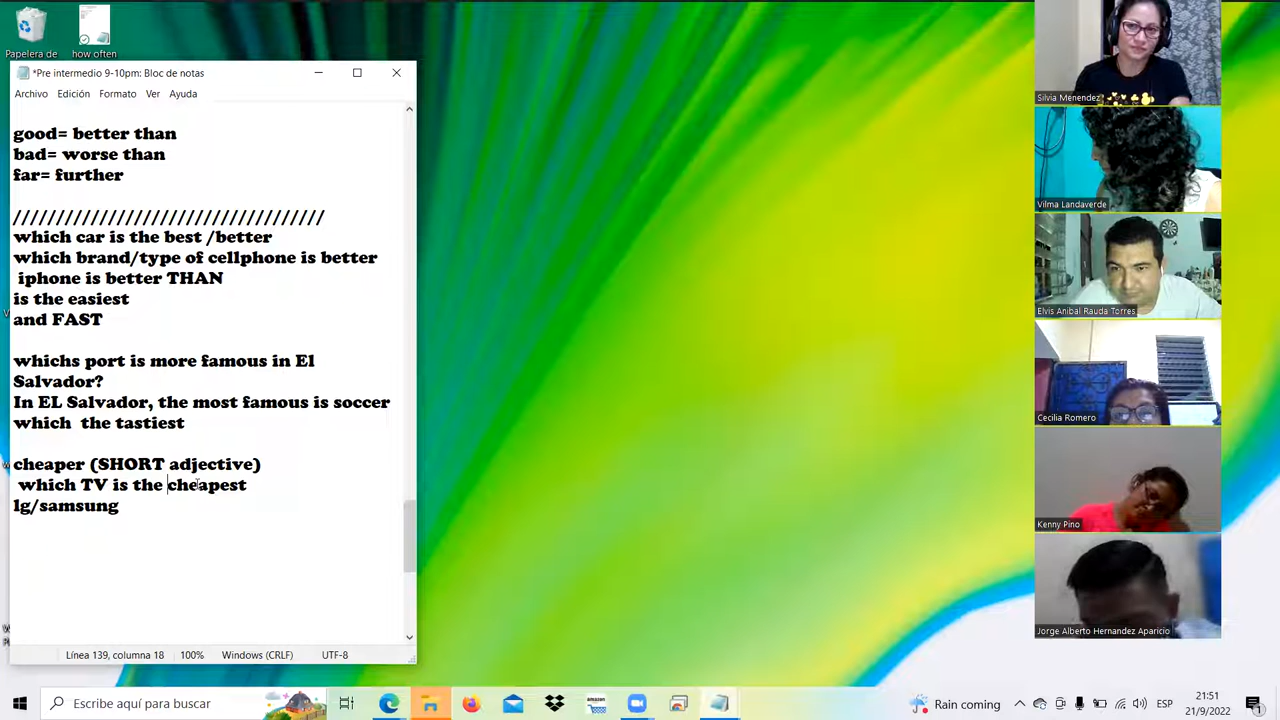 Papelera de
how often
*Pre intermedio 9-10pm: Bloc de notas
Archivo Edición Formato Ver Ayuda
good= better than
bad= worse than
far= further
///////////////////////////////////
which car is the best /better
which brand/type of cellphone is better
iphone is better THAN
is the easiest
and FAST
whichs port is more famous in El
Salvador?
In EL Salvador, the most famous is soccer
which the tastiest
cheaper (SHORT adjective)
which TV is the cheapest
lg/samsung
Línea 139, columna 18 100% Windows (CRLF) UTF-8
Silvia Menendez
Vilma Landaverde
Elvis Anibal Rauda Torres
Cecilia Romero
Kenny Pino
Jorge Alberto Hernandez Aparicio
Escribe aquí para buscar
amazon
Rain coming
ESP
21:51
21/9/2022
1